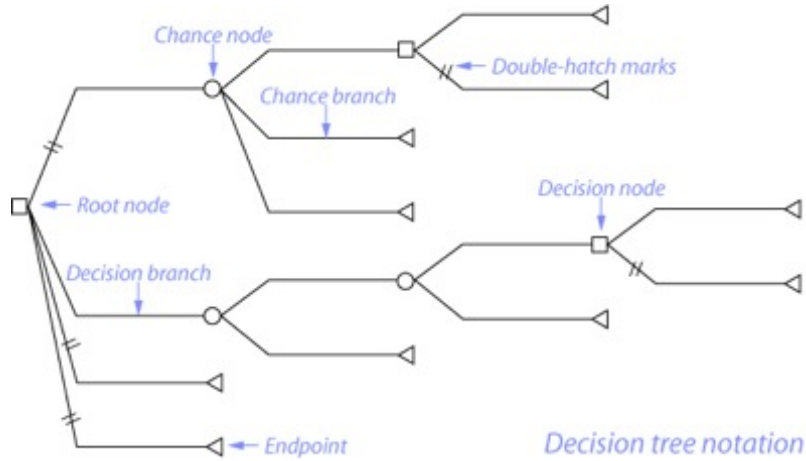 Chance node
Double-hatch marks
Chance branch
Decision node
Root node
Decision branch
Endpoint
Decision tree notation